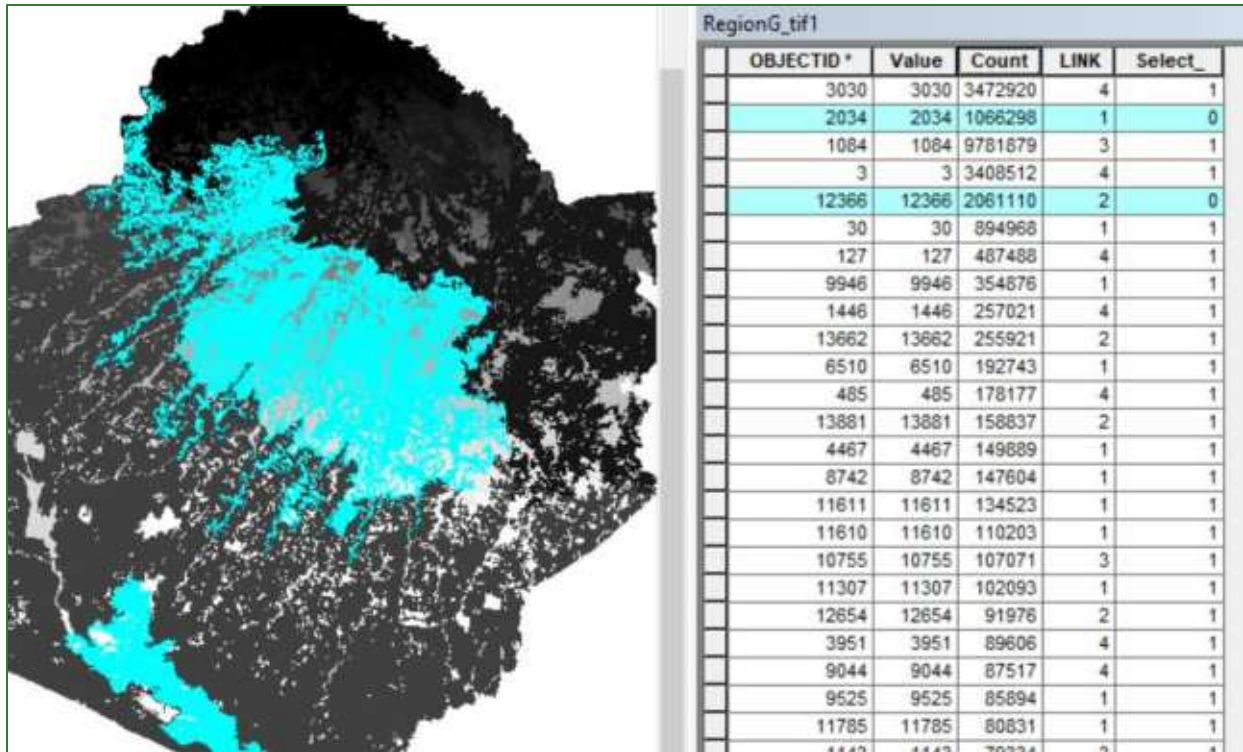 RegionG_tif1
OBJECTID * Value Count LINK Select_
3030 3030 3472920 4 1
2034 2034 1066298 1 0
1084 1084 9781879 3 1
3 3 3408512 4 1
12366 12366 2061110 2 0
30 30 894968 1 1
127 127 487488 4 1
9946 9946 354876 1 1
1446 1446 257021 4 1
13662 13662 255921 2 1
6510 6510 192743 1 1
485 485 178177 4 1
13881 13881 158837 2 1
4467 4467 149889 1 1
8742 8742 147604 1 1
11611 11611 134523 1 1
11610 11610 110203 1 1
10755 10755 107071 3 1
11307 11307 102093 1 1
12654 12654 91976 2 1
3951 3951 89606 4 1
9044 9044 87517 4 1
9525 9525 85894 1 1
11785 11785 80831 1 1